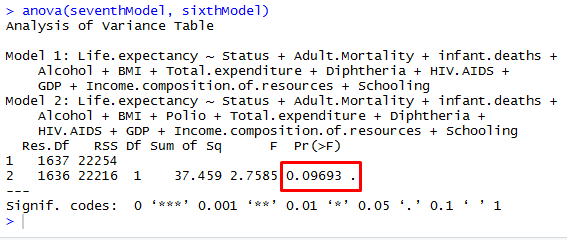 > anova(seventhModel, sixthModel)
Analysis of Variance Table
Model 1: Life.expectancy ~ Status + Adult.Mortality + infant.deaths +
Alcohol + BMI + Total.expenditure + Diphtheria + HIV.AIDS +
GDP + Income.composition.of.resources + Schooling
Model 2: Life.expectancy ~ Status + Adult.Mortality + infant.deaths +
Alcohol + BMI + Polio + Total.expenditure + Diphtheria +
HIV.AIDS + GDP + Income.composition.of.resources + Schooling
Res.Df RSS Df Sum of Sq F Pr(>F)
1 1637 22254
2 1636 22216 1 37.459 2.7585 0.09693 .
---
Signif. codes: 0 ‘***’ 0.001 ‘**’ 0.01 ‘*’ 0.05 ‘.’ 0.1 ‘ ’ 1
>